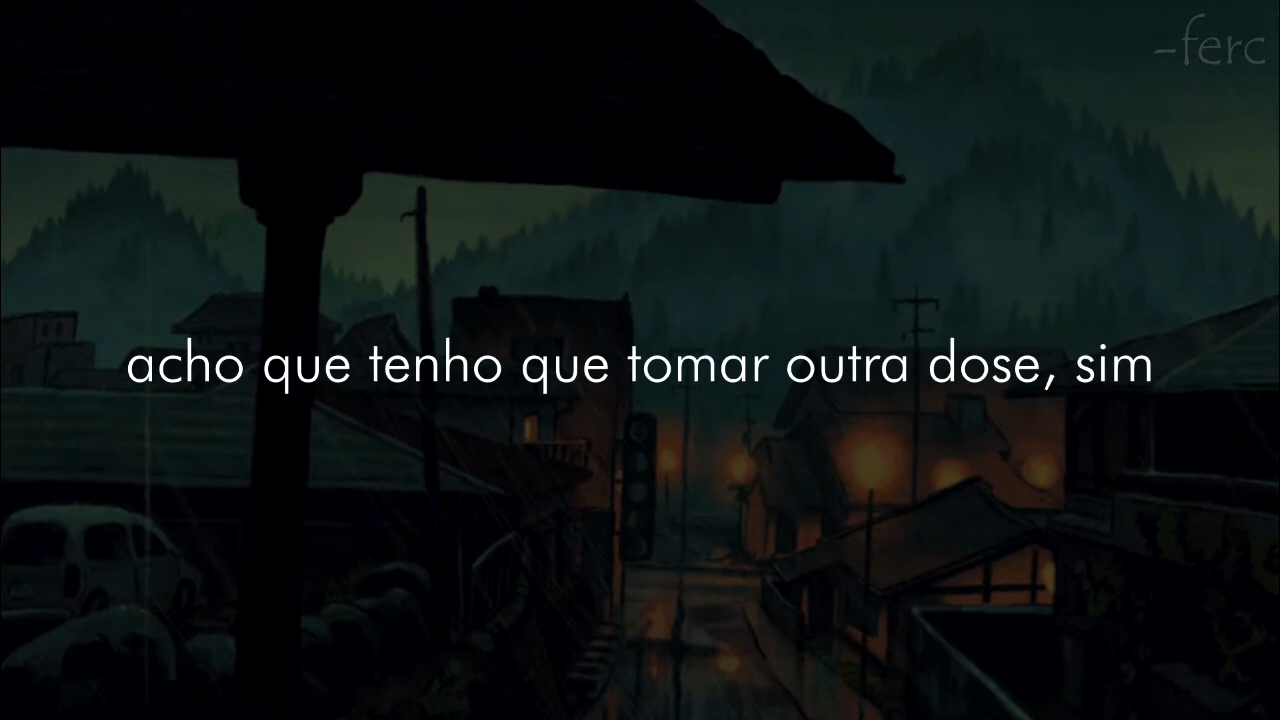 -ferc
acho que tenho que tomar outra dose, sim